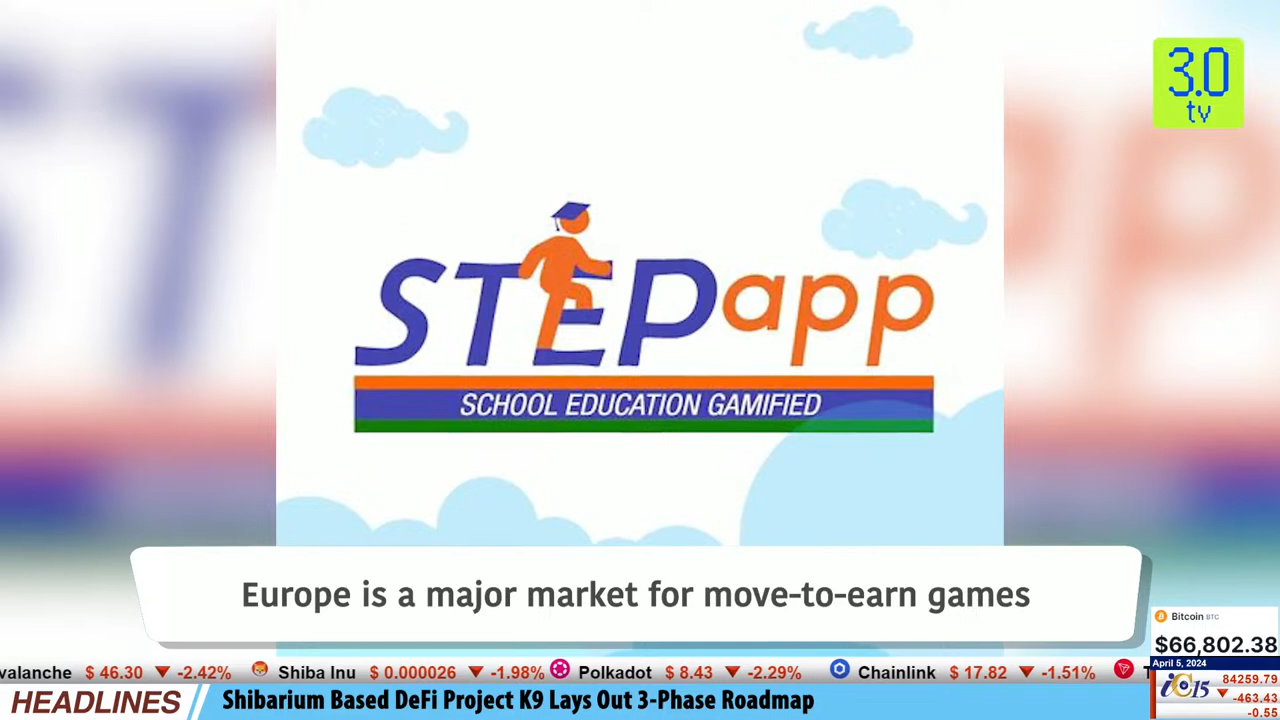 3.0
tv
STEPapp
SCHOOL EDUCATION GAMIFIED
Europe is a major market for move-to-earn games
Bitcoin BTC
$66,802.38
April 5, 2024
valanche $ 46.30 ▼ -2.42% Shiba Inu $ 0.000026 ▼ -1.98% Polkadot $ 8.43 ▼ -2.29% Chainlink $ 17.82 ▼ -1.51% T
84259.79
iC15 ▼ -463.43
-0.55
HEADLINES Shibarium Based DeFi Project K9 Lays Out 3-Phase Roadmap